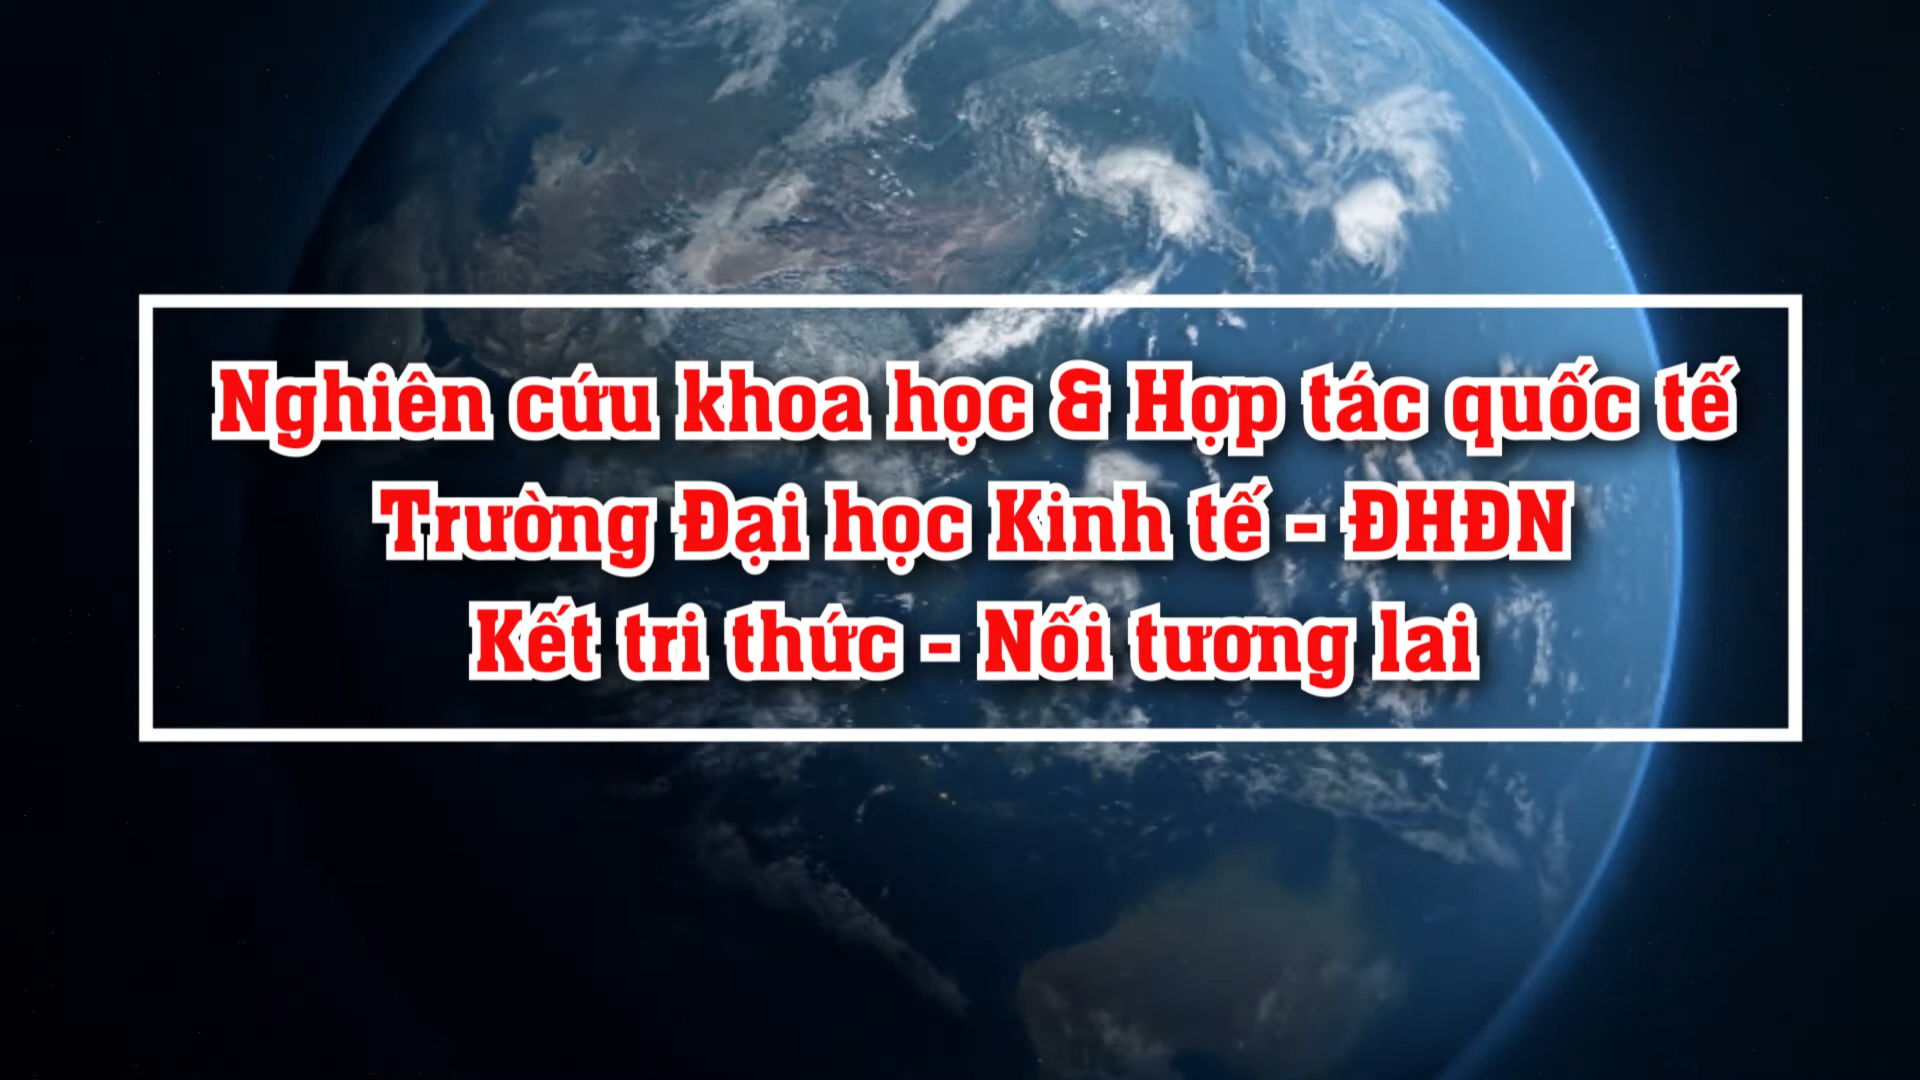 Nghiên cứu khoa học & Hợp tác quốc tế
Trường Đại học Kinh tế - ĐHĐN
Kết tri thức - Nối tương lai